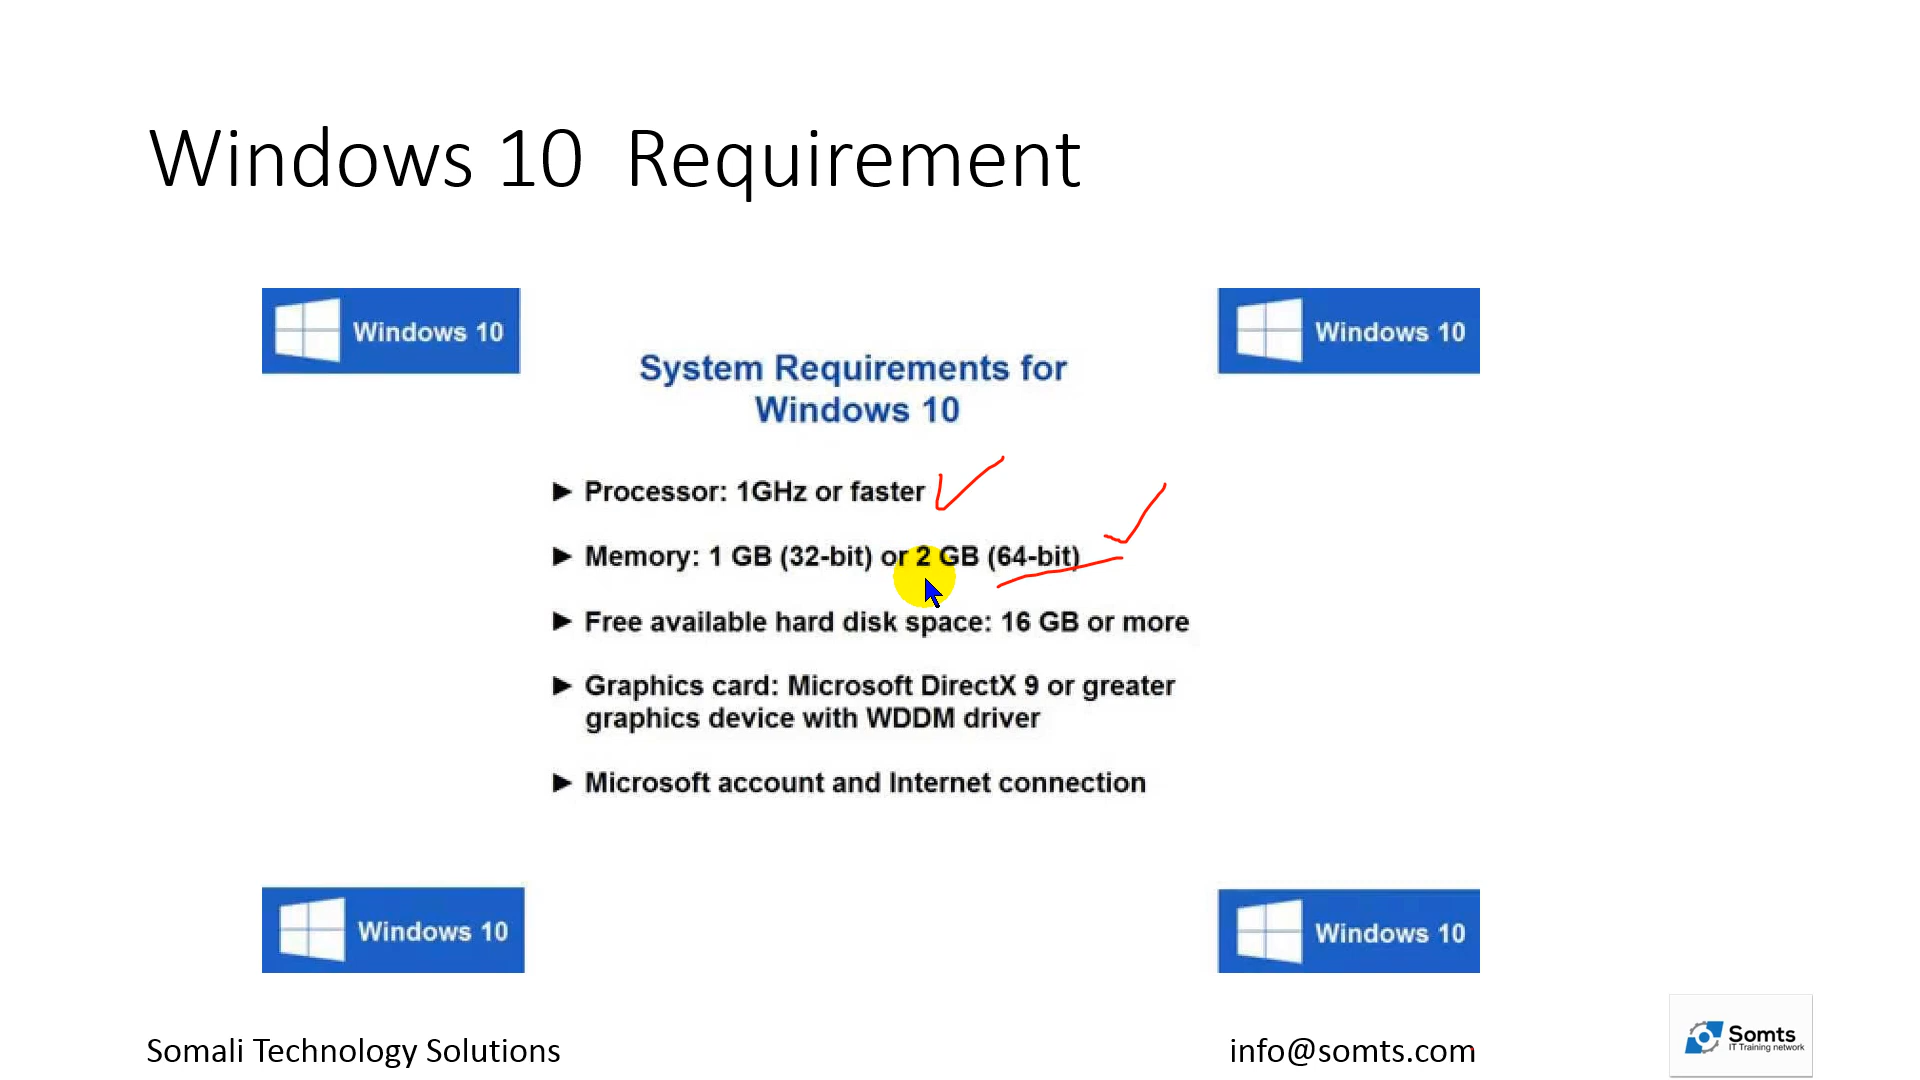 Windows 10 Requirement
Windows 10
Windows 10
System Requirements for
Windows 10
► Processor: 1GHz or faster
► Memory: 1 GB (32-bit) or 2 GB (64-bit)
► Free available hard disk space: 16 GB or more
► Graphics card: Microsoft DirectX 9 or greater
graphics device with WDDM driver
► Microsoft account and Internet connection
Windows 10
Windows 10
Somali Technology Solutions
info@somts.com
Somts
IT Training network